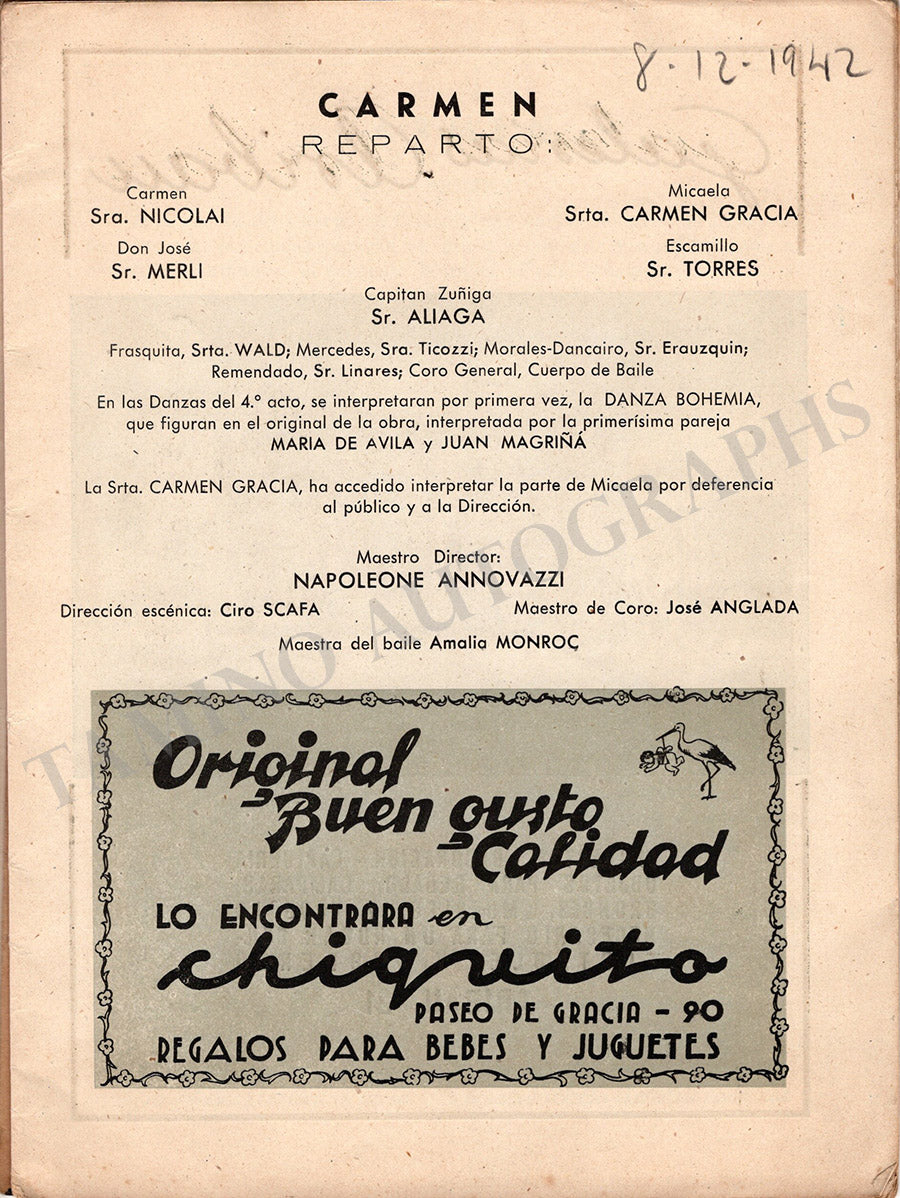 8-12-1942
CARMEN
REPARTO:
Carmen
Sra. NICOLAI
Micaela
Srta. CARMEN GRACIA
Don José
Sr. MERLI
Escamillo
Sr. TORRES
Capitan Zuñiga
Sr. ALIAGA
Frasquita, Srta. WALD; Mercedes, Sra. Ticozzi; Morales-Dancairo, Sr. Erauzquin;
Remendado, Sr. Linares; Coro General, Cuerpo de Baile
En las Danzas del 4.º acto, se interpretaran por primera vez, la DANZA BOHEMIA,
que figuran en el original de la obra, interpretada por la primerísima pareja
MARIA DE AVILA y JUAN MAGRIÑÁ
La Srta. CARMEN GRACIA, ha accedido interpretar la parte de Micaela por deferencia
al público y a la Dirección.
Maestro Director:
NAPOLEONE ANNOVAZZI
Dirección escénica: Ciro SCAFA
Maestro de Coro: José ANGLADA
Maestra del baile Amalia MONROÇ
TAMINO AUTOGRAPHS
Original
Buen gusto
Calidad
LO ENCONTRARA en
chiquito
PASEO DE GRACIA - 90
REGALOS PARA BEBES Y JUGUETES